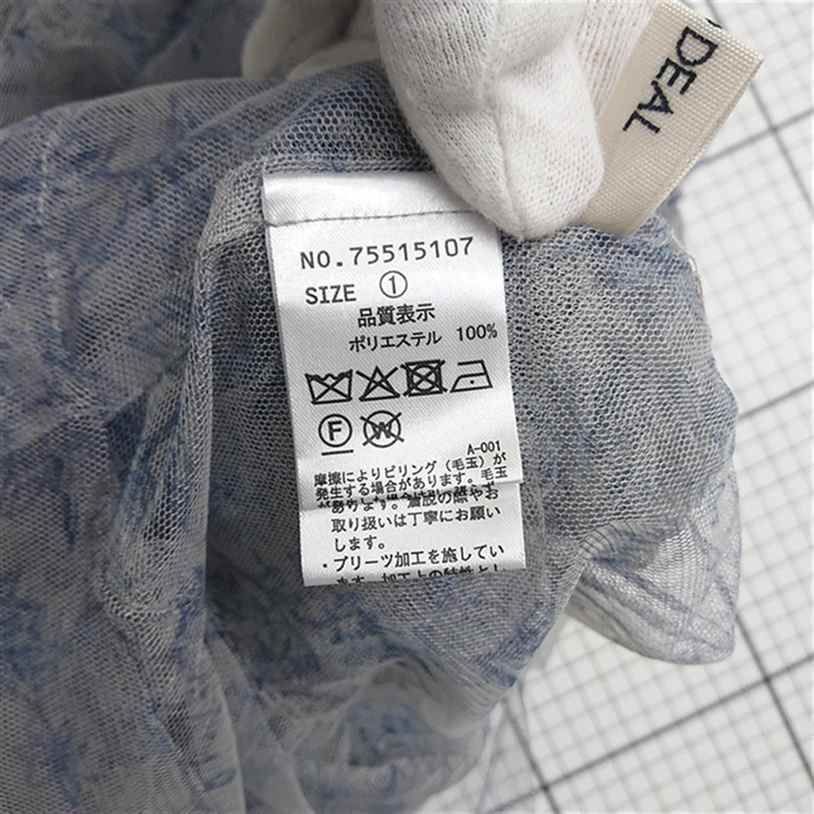 DEAL
NO.75515107
SIZE ①
品質表示
ポリエステル 100%
F W
A-001
摩擦によりピリング(毛玉)が
発生する場合があります。毛玉
取り扱いは丁寧にお願い
します。
・プリーツ加工を施してい